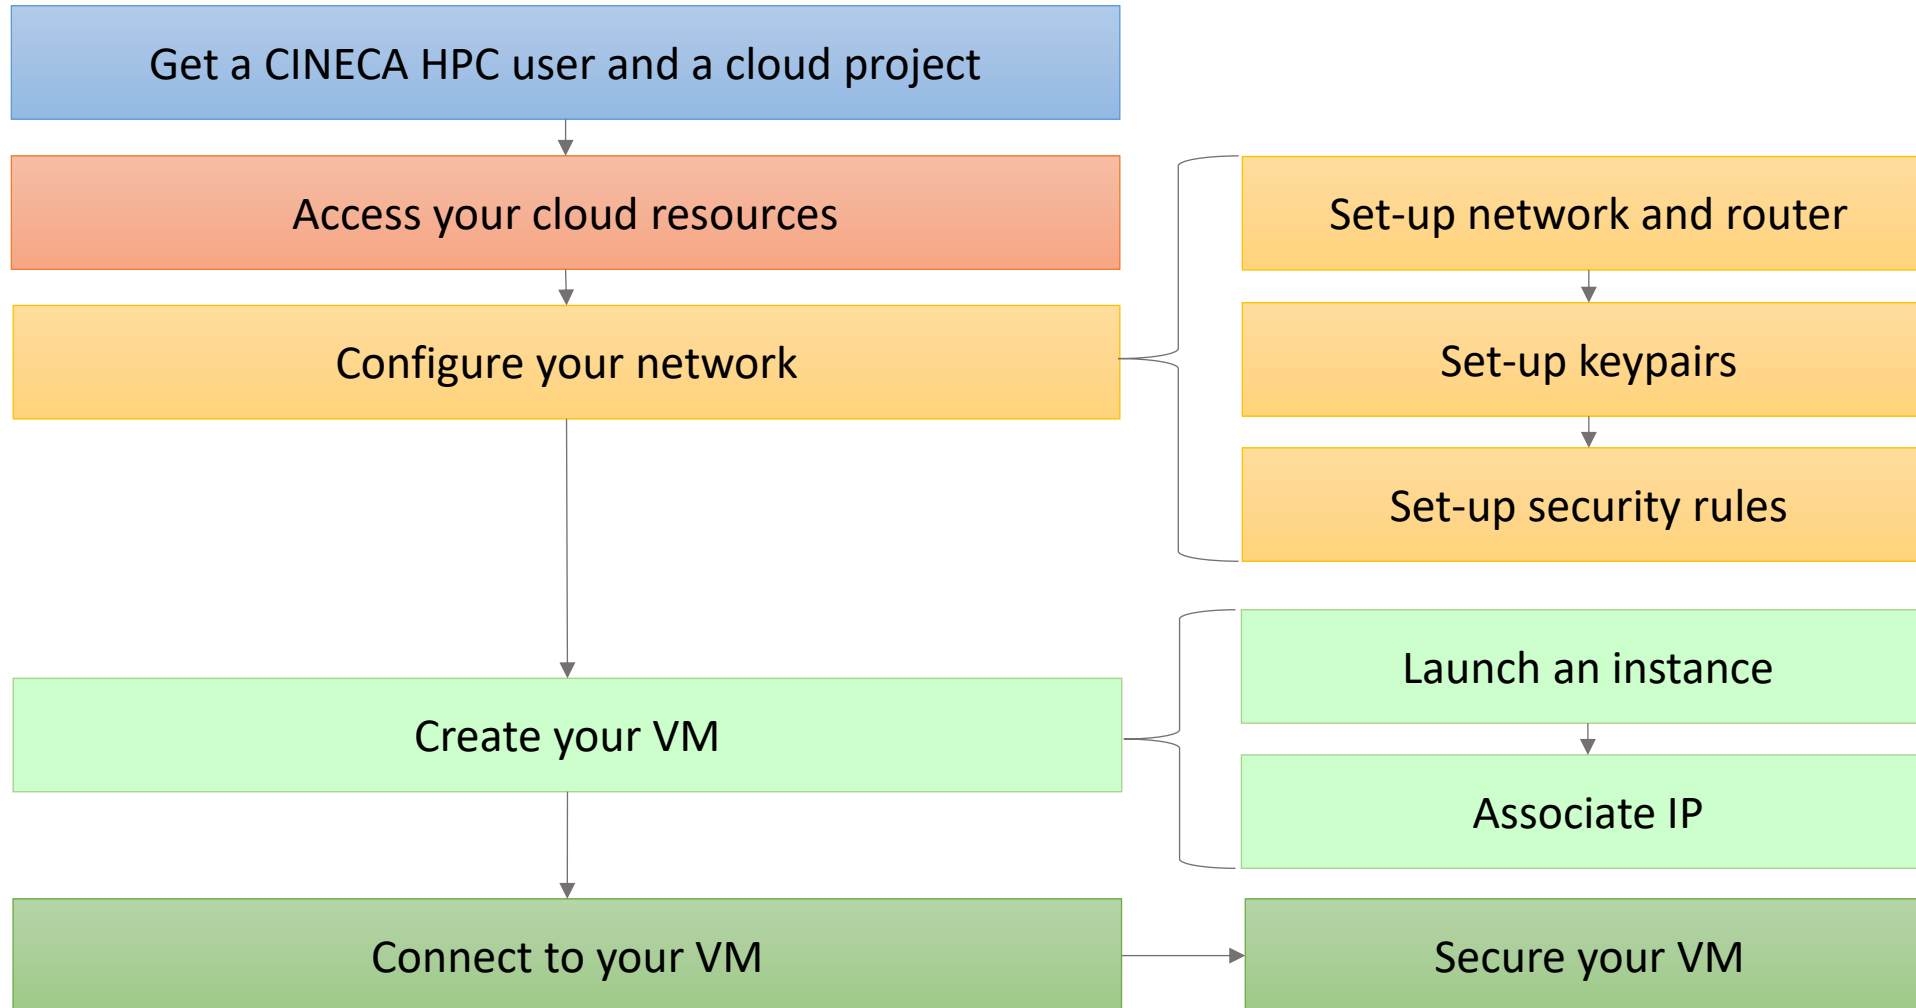 Get a CINECA HPC user and a cloud project
Access your cloud resources
Configure your network
Set-up network and router
Set-up keypairs
Set-up security rules
Create your VM
Launch an instance
Associate IP
Connect to your VM
Secure your VM